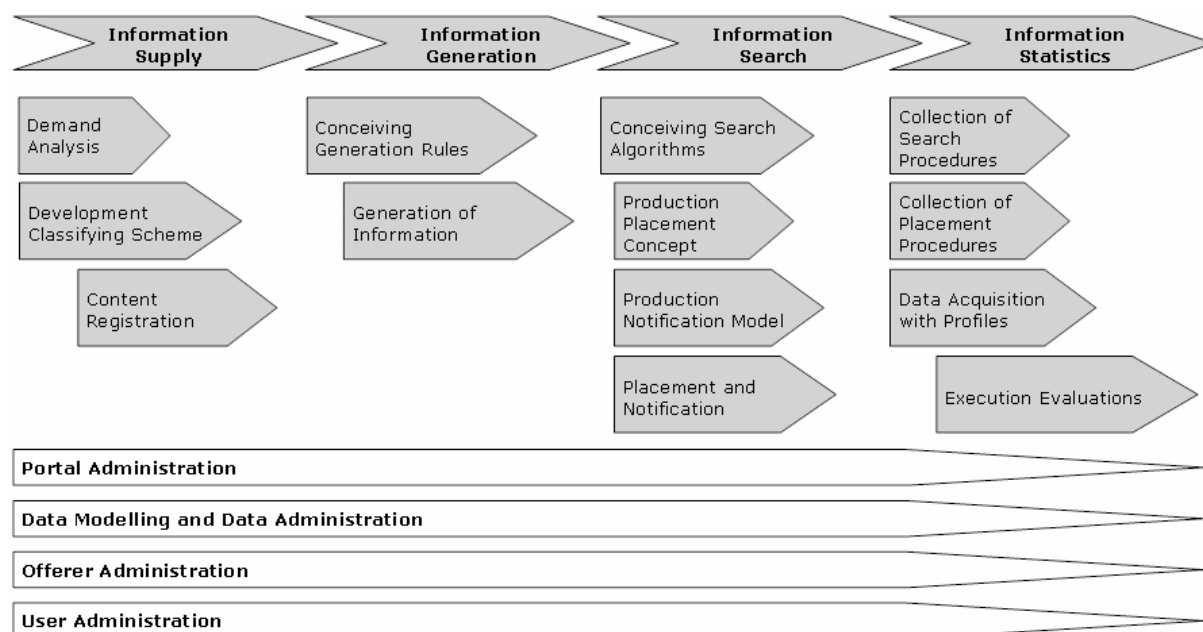 Information
Supply
Information
Generation
Information
Search
Information
Statistics
Demand
Analysis
Development
Classifying Scheme
Content
Registration
Conceiving
Generation Rules
Generation of
Information
Conceiving Search
Algorithms
Production
Placement
Concept
Production
Notification Model
Placement and
Notification
Collection of
Search
Procedures
Collection of
Placement
Procedures
Data Acquisition
with Profiles
Execution Evaluations
Portal Administration
Data Modelling and Data Administration
Offerer Administration
User Administration